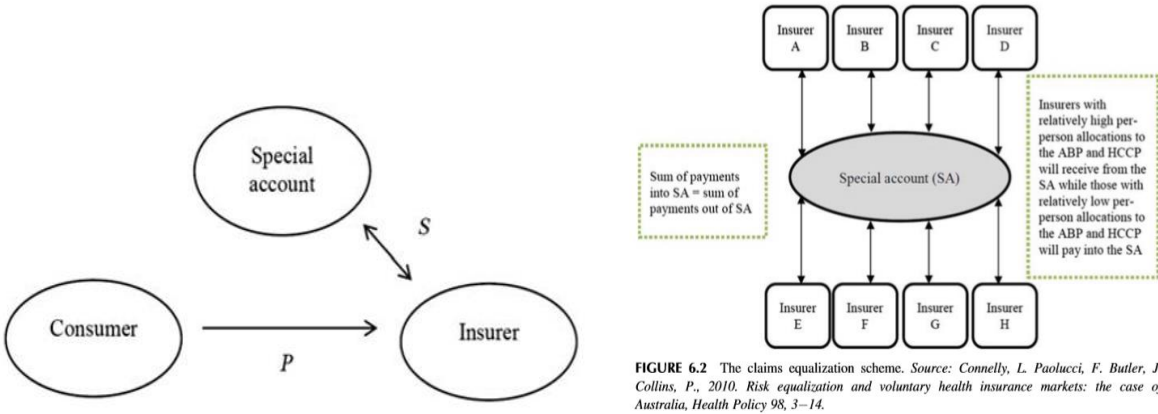 Special
account
S
Consumer
Insurer
P
Insurer
A
Insurer
B
Insurer
C
Insurer
D
Sum of payments
into SA = sum of
payments out of SA
Special account (SA)
Insurers with
relatively high per-
person allocations to
the ABP and HCCP
will receive from the
SA while those with
relatively low per-
person allocations to
the ABP and HCCP
will pay into the SA
Insurer
E
Insurer
F
Insurer
G
Insurer
H
FIGURE 6.2 The claims equalization scheme. Source: Connelly, L. Paolucci, F. Butler, J
Collins, P., 2010. Risk equalization and voluntary health insurance markets: the case o
Australia, Health Policy 98, 3–14.